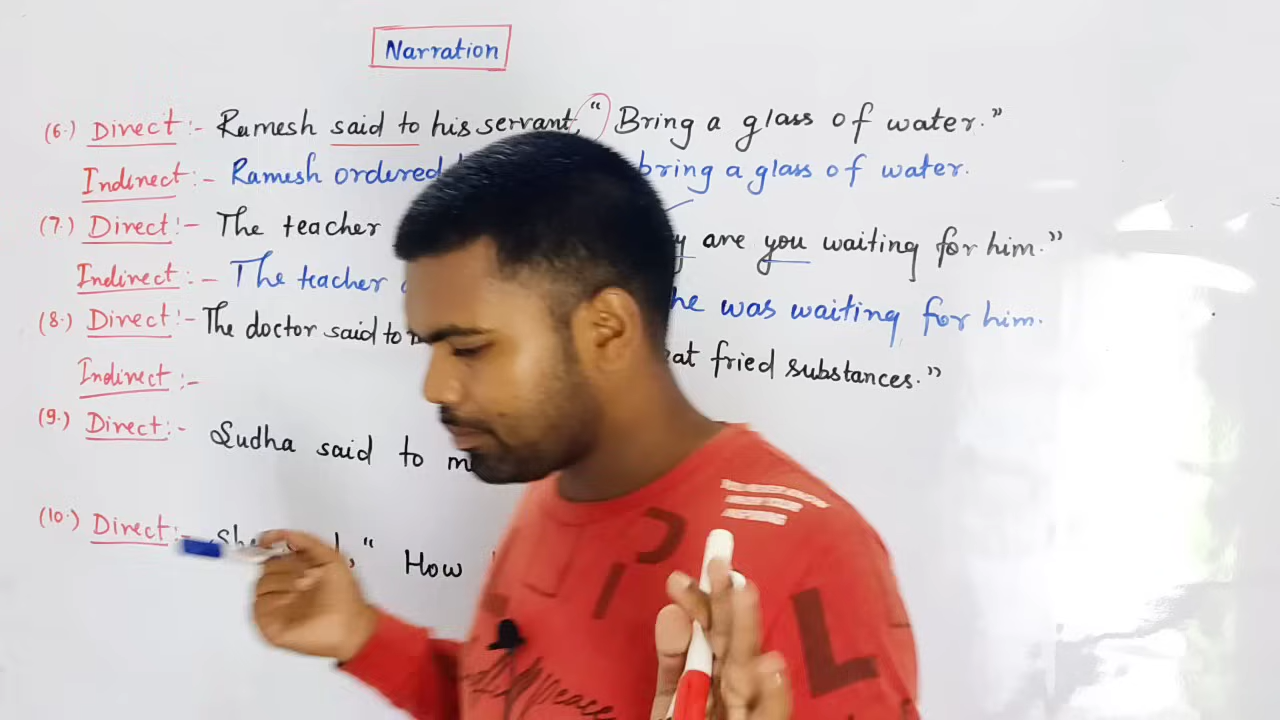 Narration
(6.) Direct :- Ramesh said to his servant, " Bring a glass of water."
Indirect :- Ramesh ordered bring a glass of water.
(7.) Direct :- The teacher are you waiting for him."
Indirect :- The teacher he was waiting for him.
(8.) Direct :- The doctor said to fried substances."
Indirect :-
(9.) Direct :- Sudha said to
(10.) Direct :- " How
L